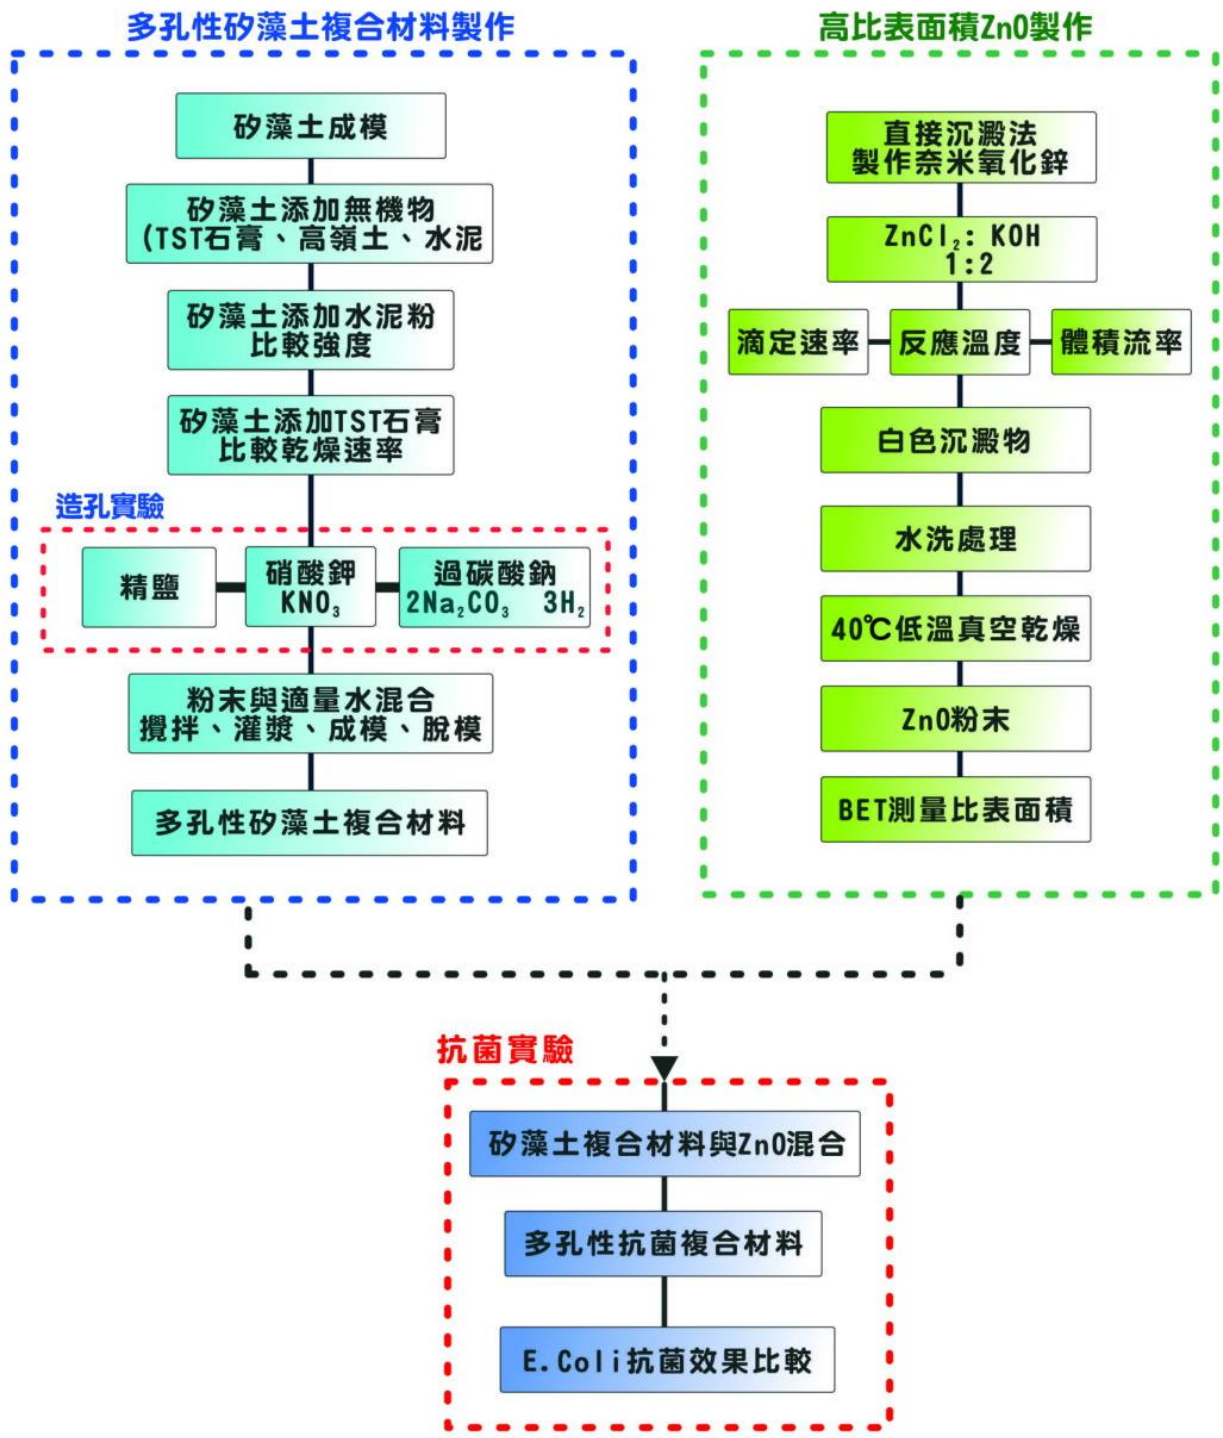 多孔性矽藻土複合材料製作
矽藻土成模
矽藻土添加無機物
(TST石膏、高嶺土、水泥
矽藻土添加水泥粉
比較強度
矽藻土添加TST石膏
比較乾燥速率
造孔實驗
精鹽
硝酸鉀
KNO₃
過碳酸鈉
2Na₂CO₃ 3H₂
粉末與適量水混合
攪拌、灌漿、成模、脫模
多孔性矽藻土複合材料
高比表面積ZnO製作
直接沉澱法
製作奈米氧化鋅
ZnCl₂: KOH
1:2
滴定速率
反應溫度
體積流率
白色沉澱物
水洗處理
40℃低溫真空乾燥
ZnO粉末
BET測量比表面積
抗菌實驗
矽藻土複合材料與ZnO混合
多孔性抗菌複合材料
E.Coli抗菌效果比較